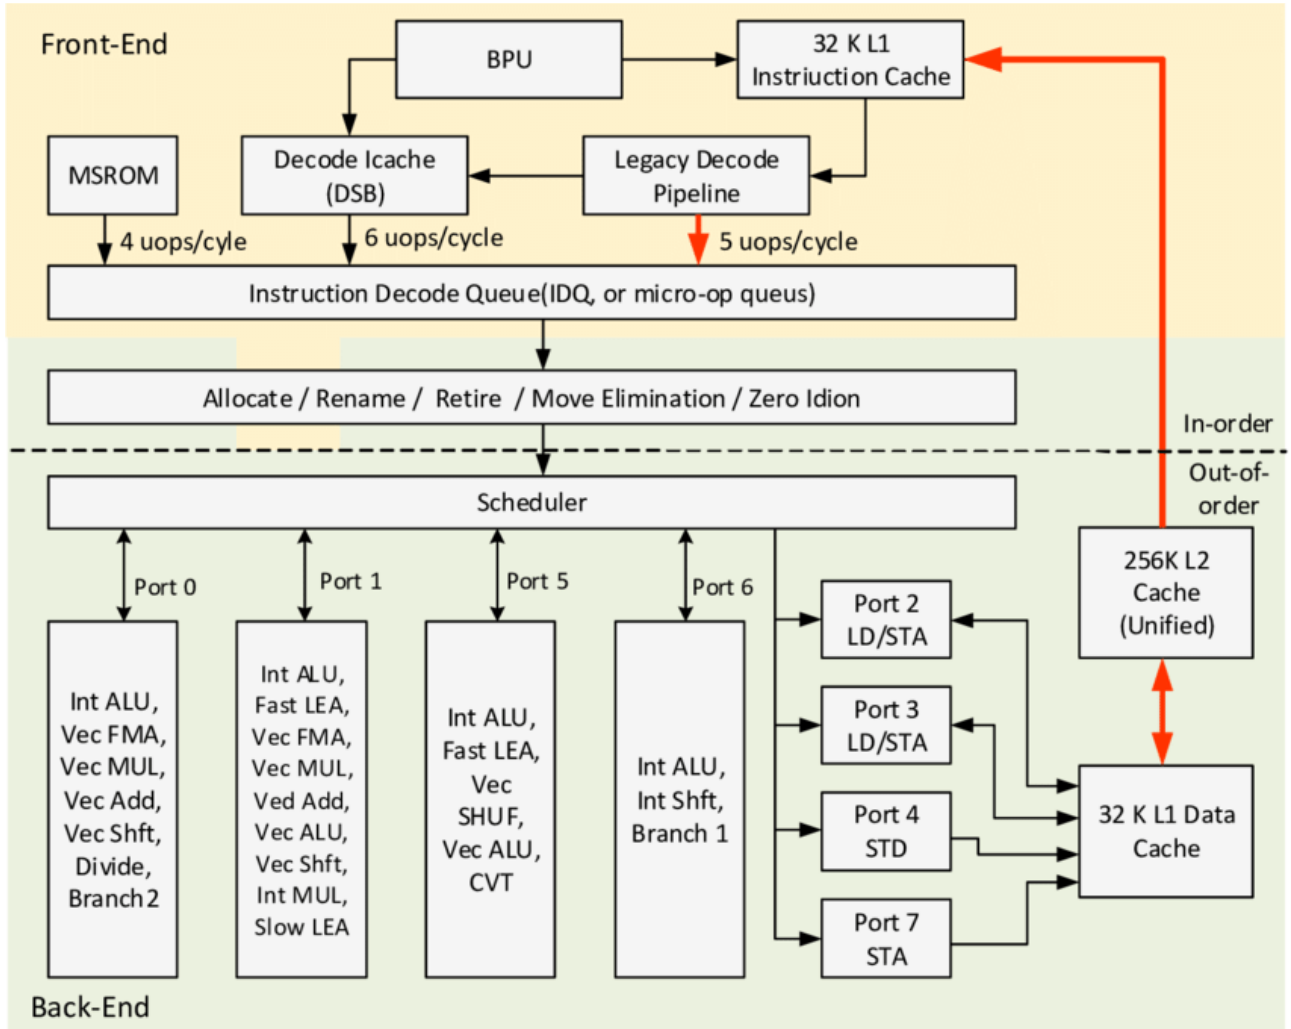 Front-End
BPU
32 K L1
Instriuction Cache
MSROM
Decode Icache
(DSB)
Legacy Decode
Pipeline
4 uops/cyle
6 uops/cycle
5 uops/cycle
Instruction Decode Queue(IDQ, or micro-op queus)
Allocate / Rename /  Retire  / Move Elimination / Zero Idion
In-order
Out-of-
order
Scheduler
Port 0
Port 1
Port 5
Port 6
Int ALU,
Vec FMA,
Vec MUL,
Vec Add,
Vec Shft,
Divide,
Branch2
Int ALU,
Fast LEA,
Vec FMA,
Vec MUL,
Ved Add,
Vec ALU,
Vec Shft,
Int MUL,
Slow LEA
Int ALU,
Fast LEA,
Vec
SHUF,
Vec ALU,
CVT
Int ALU,
Int Shft,
Branch 1
Port 2
LD/STA
Port 3
LD/STA
Port 4
STD
Port 7
STA
256K L2
Cache
(Unified)
32 K L1 Data
Cache
Back-End